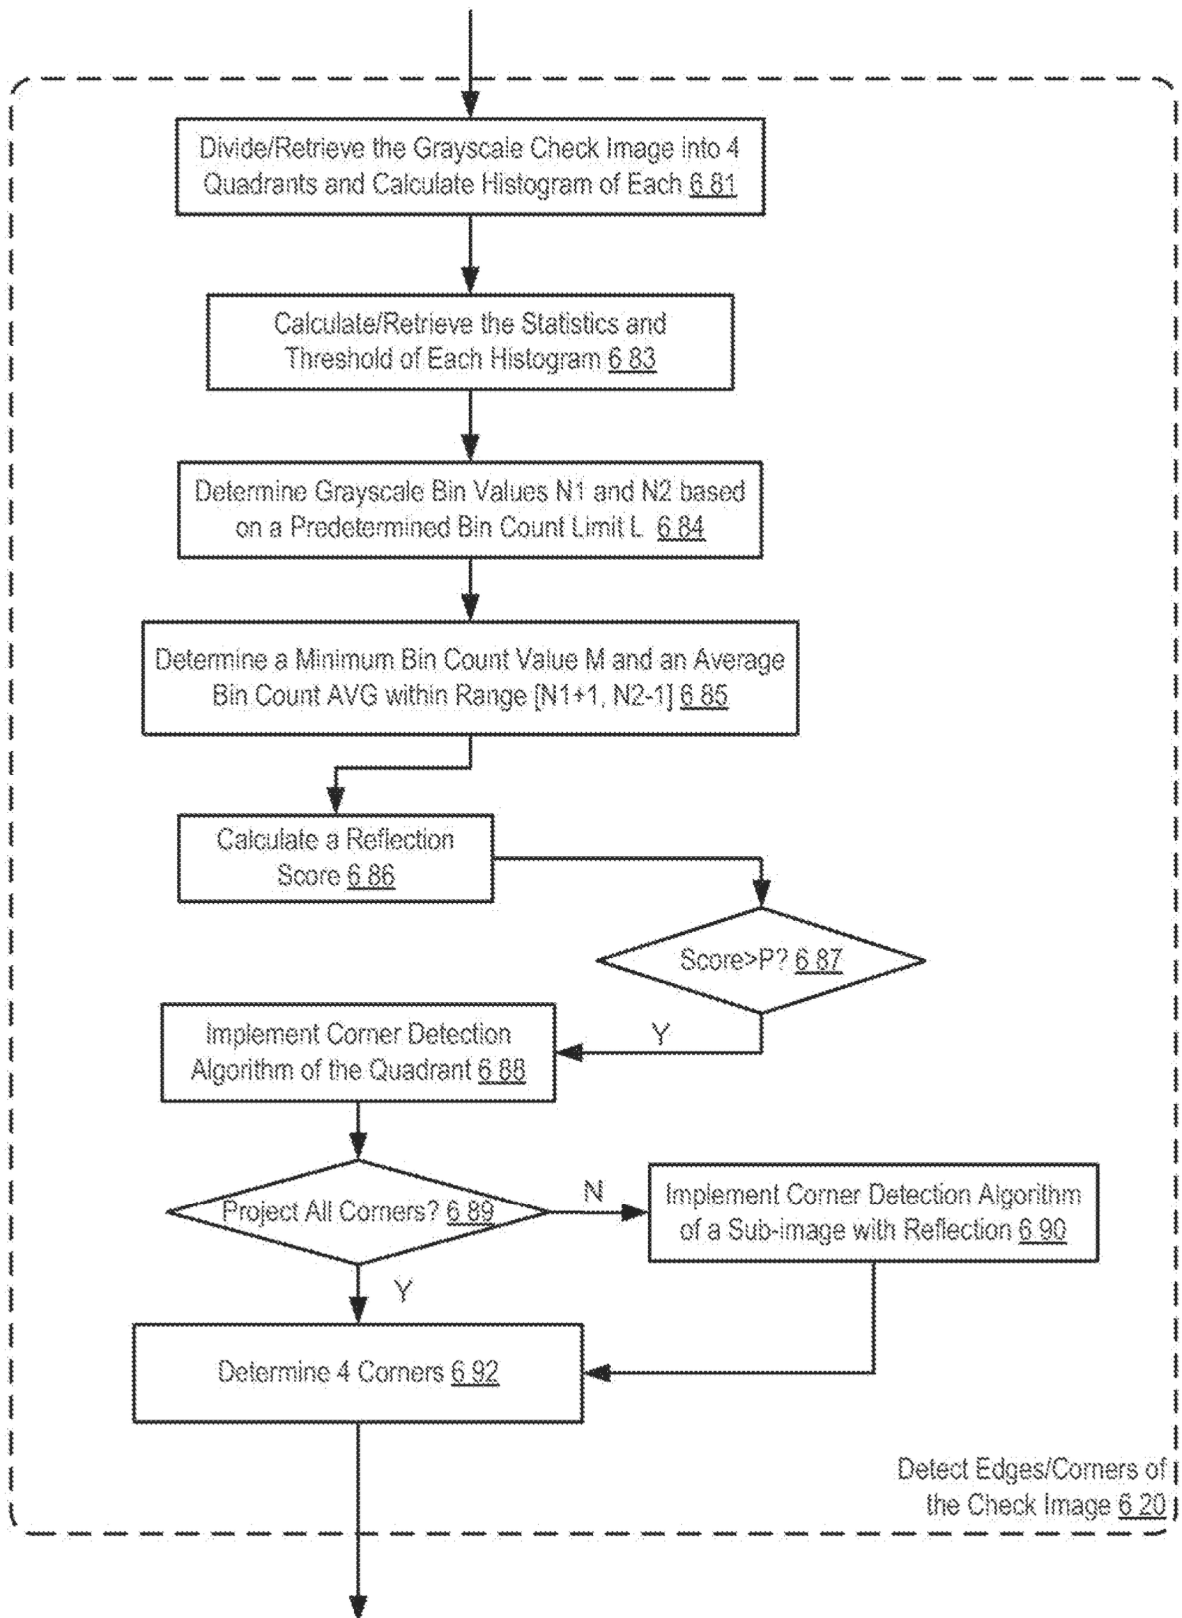 Divide/Retrieve the Grayscale Check Image into 4
Quadrants and Calculate Histogram of Each 6 81
Calculate/Retrieve the Statistics and
Threshold of Each Histogram 6 83
Determine Grayscale Bin Values N1 and N2 based
on a Predetermined Bin Count Limit L 6 84
Determine a Minimum Bin Count Value M and an Average
Bin Count AVG within Range [N1+1, N2-1] 6 85
Calculate a Reflection
Score 6 86
Score>P? 6 87
Y
Implement Corner Detection
Algorithm of the Quadrant 6 88
Project All Corners? 6 89
N
Implement Corner Detection Algorithm
of a Sub-image with Reflection 6 90
Y
Determine 4 Corners 6 92
Detect Edges/Corners of
the Check Image 6 20